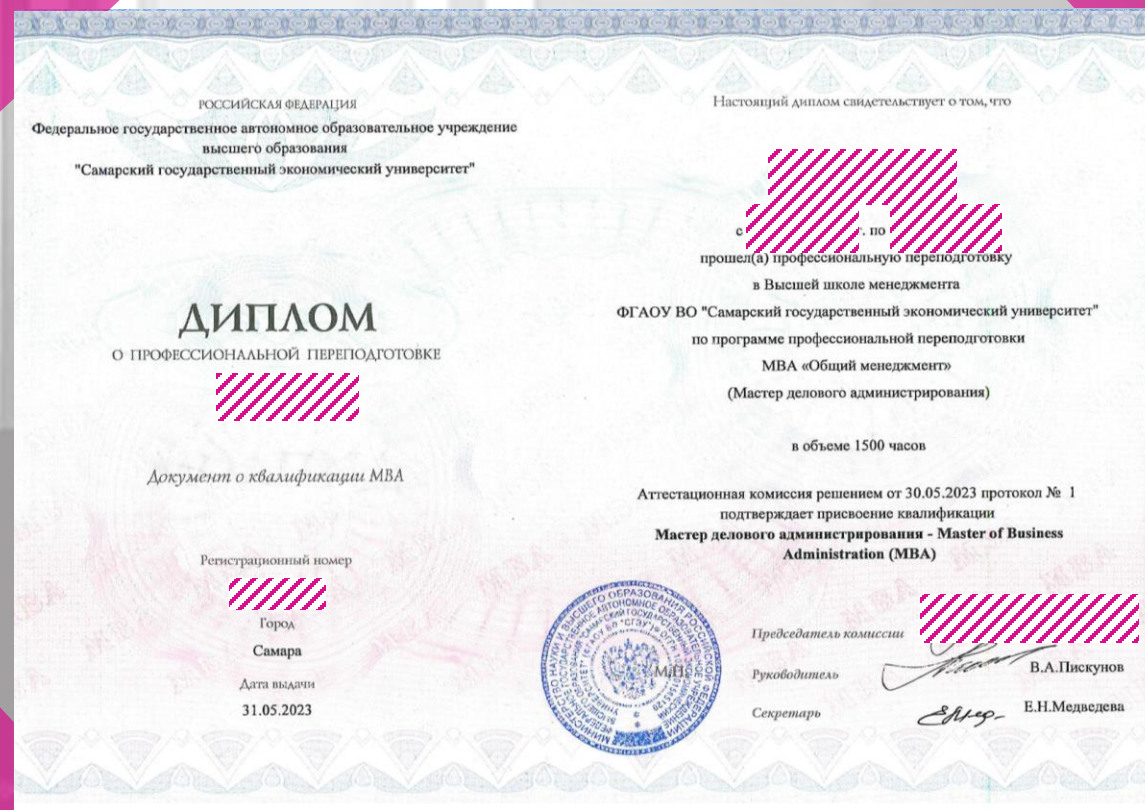 РОССИЙСКАЯ ФЕДЕРАЦИЯ
Федеральное государственное автономное образовательное учреждение
высшего образования
"Самарский государственный экономический университет"
ДИПЛОМ
О ПРОФЕССИОНАЛЬНОЙ ПЕРЕПОДГОТОВКЕ
Документ о квалификации МВА
Регистрационный номер
Город
Самара
Дата выдачи
31.05.2023
Настоящий диплом свидетельствует о том, что
с . по
прошел(а) профессиональную переподготовку
в Высшей школе менеджмента
ФГАОУ ВО "Самарский государственный экономический университет"
по программе профессиональной переподготовки
МВА «Общий менеджмент»
(Мастер делового администрирования)
в объеме 1500 часов
Аттестационная комиссия решением от 30.05.2023 протокол № 1
подтверждает присвоение квалификации
Мастер делового администрирования - Master of Business
Administration (MBA)
М.П.
Председатель комиссии
Руководитель В.А.Пискунов
Секретарь Е.Н.Медведева